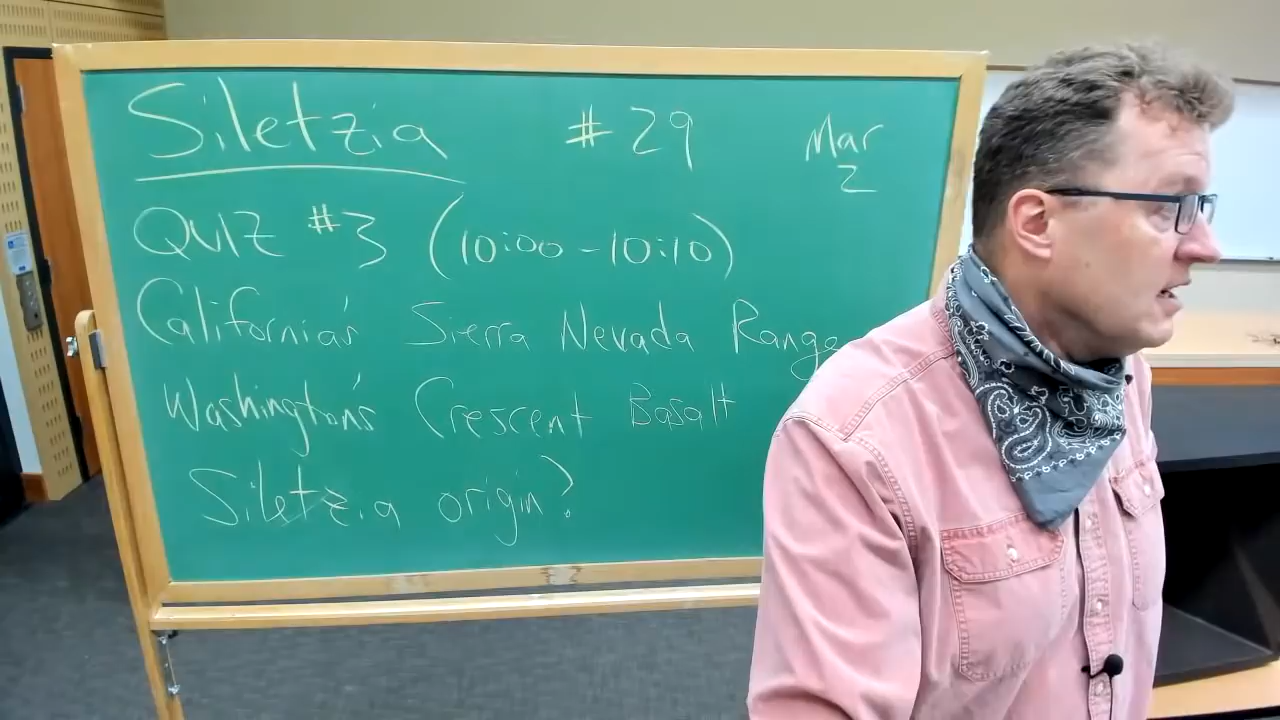 Siletzia #29 Mar 2
QUIZ #3 (10:00-10:10)
California's Sierra Nevada Range
Washington's Crescent Basalt
Siletzia origin?